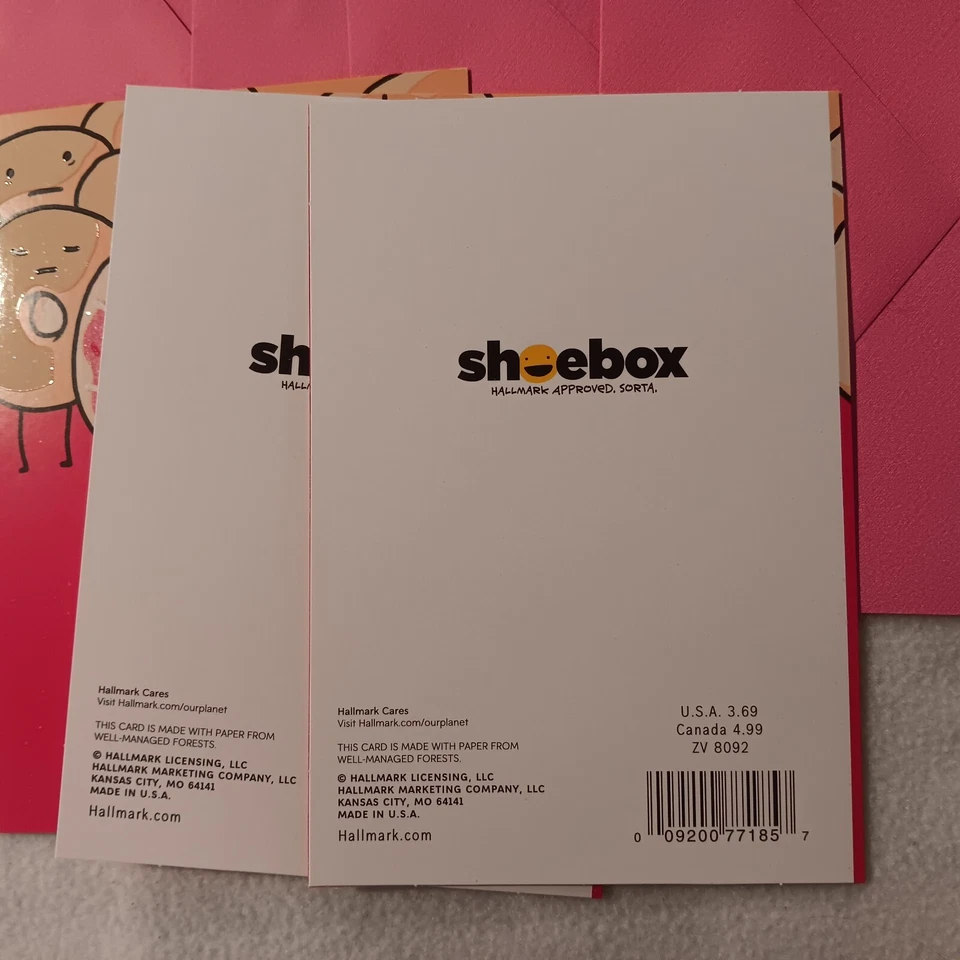 sh
HALL
Hallmark Cares
Visit Hallmark.com/ourplanet
THIS CARD IS MADE WITH PAPER FROM
WELL-MANAGED FORESTS.
© HALLMARK LICENSING, LLC
HALLMARK MARKETING COMPANY, LLC
KANSAS CITY, MO 64141
MADE IN U.S.A.
Hallmark.com
shoebox
HALLMARK APPROVED. SORTA.
Hallmark Cares
Visit Hallmark.com/ourplanet
THIS CARD IS MADE WITH PAPER FROM
WELL-MANAGED FORESTS.
© HALLMARK LICENSING, LLC
HALLMARK MARKETING COMPANY, LLC
KANSAS CITY, MO 64141
MADE IN U.S.A.
Hallmark.com
U.S.A. 3.69
Canada 4.99
ZV 8092
0 09200 77185 7